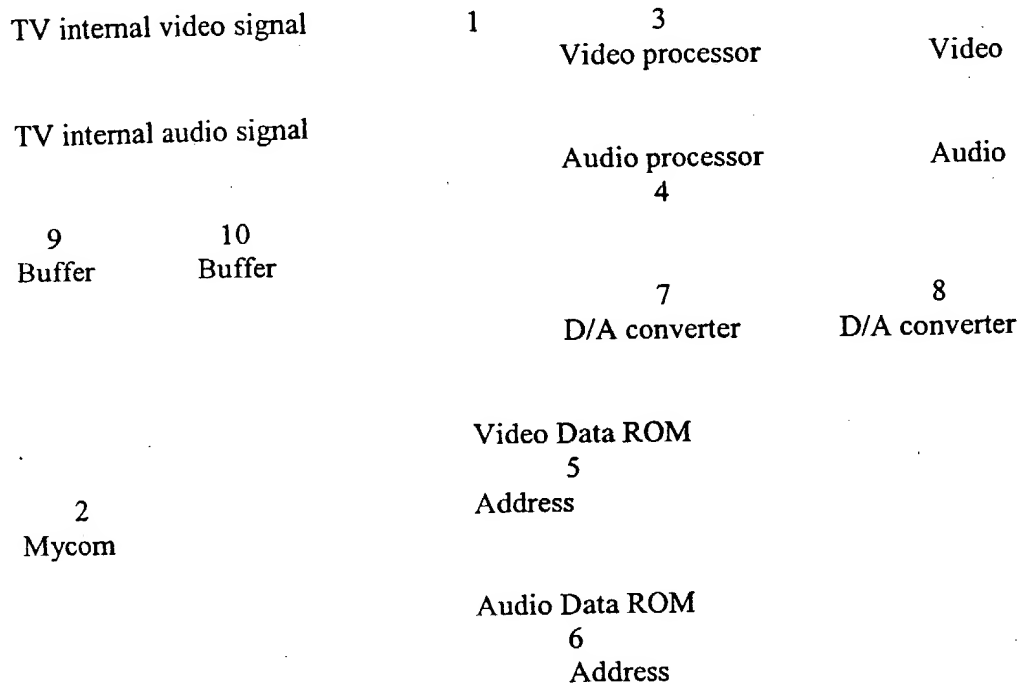 TV internal video signal 1 3
Video processor Video
TV internal audio signal
Audio processor Audio
4
9 10
Buffer Buffer
7 8
D/A converter D/A converter
Video Data ROM
5
Address
2
Mycom
Audio Data ROM
6
Address